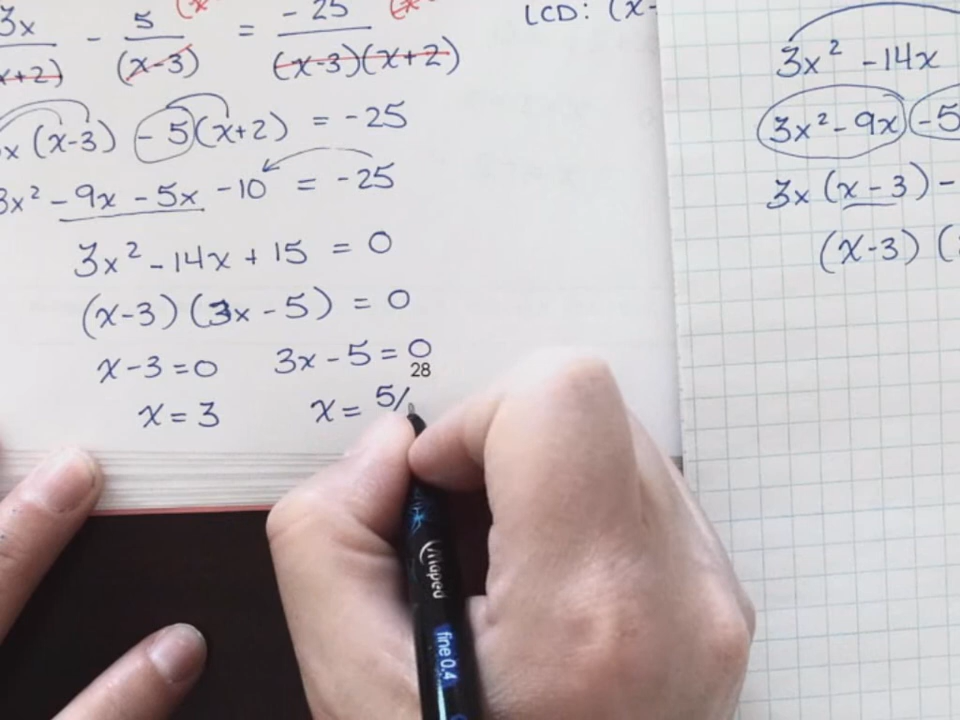 3x/(x+2) - 5/(x-3) = -25/(x-3)(x+2)
LCD: (x-
x (x-3) - 5(x+2) = -25
3x² - 9x - 5x - 10 = -25
3x² - 14x + 15 = 0
(x-3) (3x - 5) = 0
x - 3 = 0 3x - 5 = 0
28
x = 3 x = 5/
3x² - 14x
3x² - 9x - 5
3x (x - 3) -
(x-3) (
Maped
fine 0.4